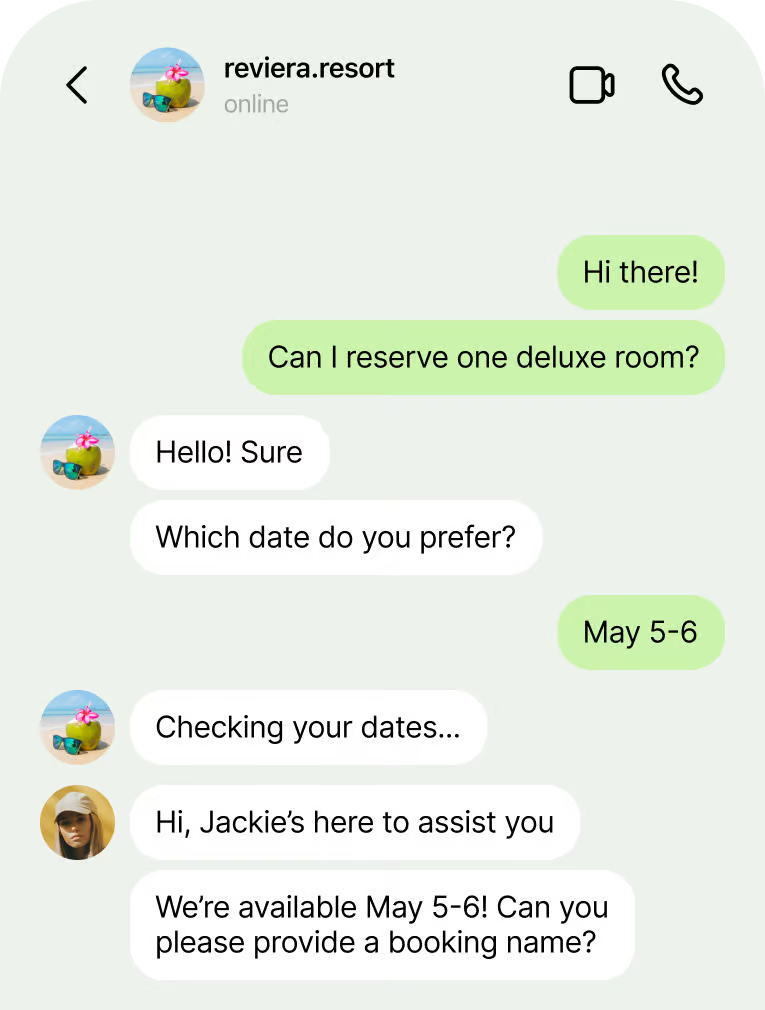 reviera.resort
online
Hi there!
Can I reserve one deluxe room?
Hello! Sure
Which date do you prefer?
May 5-6
Checking your dates...
Hi, Jackie’s here to assist you
We’re available May 5-6! Can you
please provide a booking name?